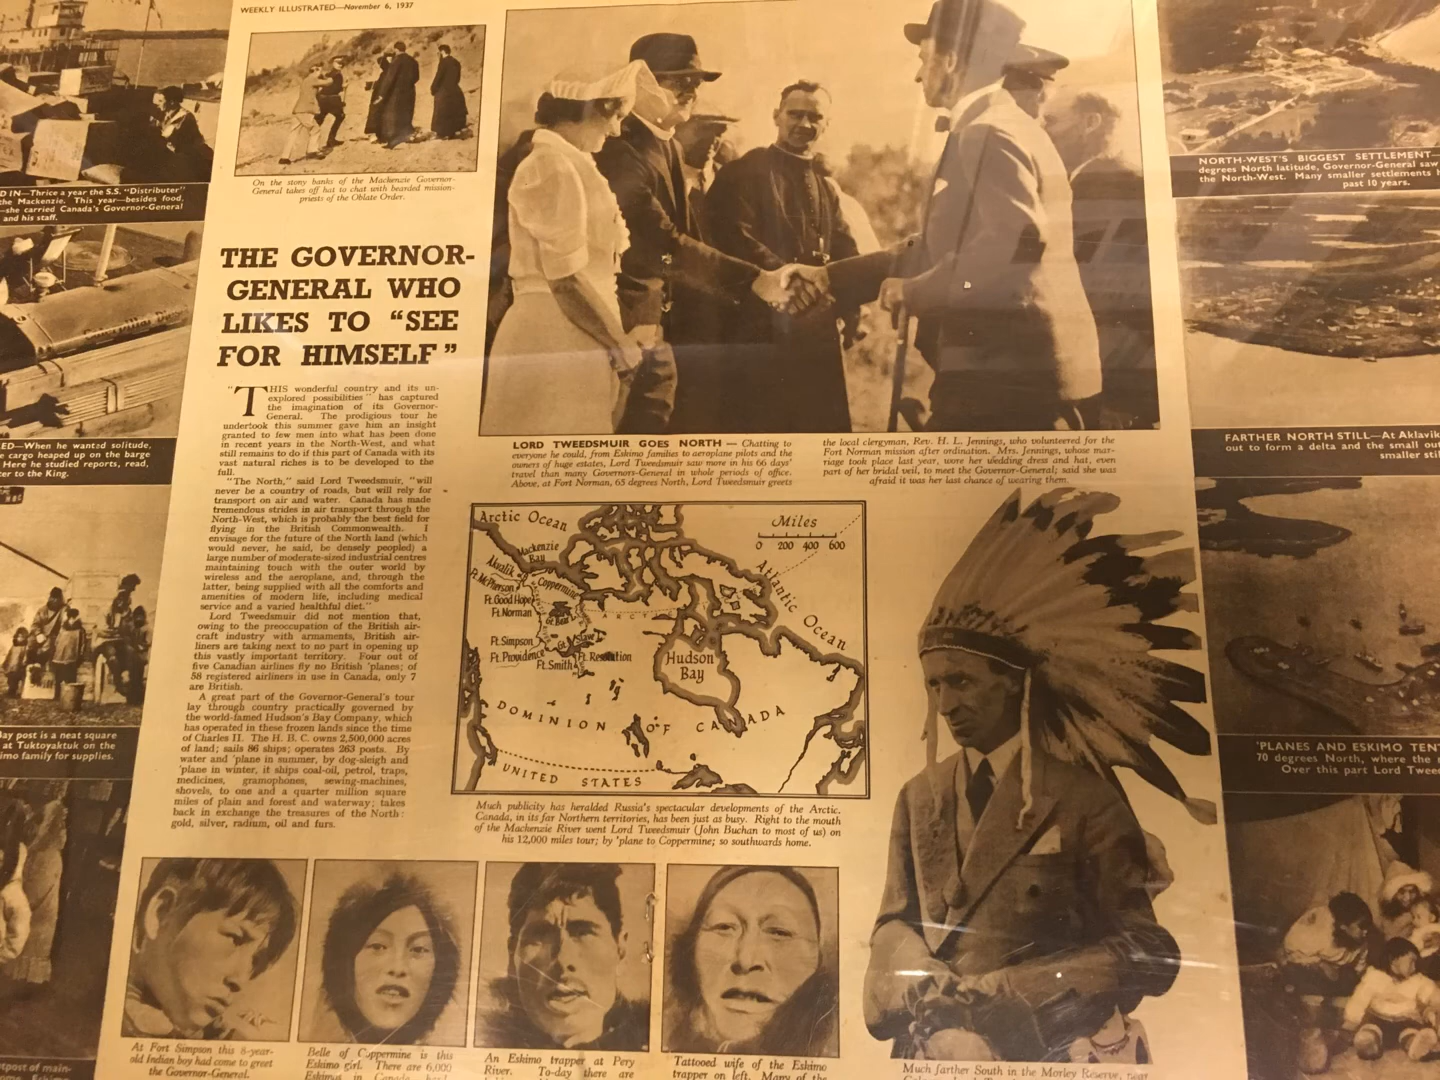 WEEKLY ILLUSTRATED—November 6, 1937
D IN—Thrice a year the S.S. "Distributer"
the Mackenzie. This year—besides food,
—she carried Canada's Governor-General
and his staff.
ED—When he wanted solitude,
e cargo heaped up on the barge
Here he studied reports, read,
ter to the King.
Bay post is a neat square
at Tuktoyaktuk on the
imo family for supplies.
tpost of main-
On the stony banks of the Mackenzie Governor-
General takes off hat to chat with bearded mission-
priests of the Oblate Order.
THE GOVERNOR-
GENERAL WHO
LIKES TO "SEE
FOR HIMSELF"
"THIS wonderful country and its un-
explored possibilities" has captured
the imagination of its Governor-
General. The prodigious tour he
undertook this summer gave him an insight
granted to few men into what has been done
in recent years in the North-West, and what
still remains to do if this part of Canada with its
vast natural riches is to be developed to the
full.
"The North," said Lord Tweedsmuir, "will
never be a country of roads, but will rely for
transport on air and water. Canada has made
tremendous strides in air transport through the
North-West, which is probably the best field for
flying in the British Commonwealth. I
envisage for the future of the North land (which
would never, he said, be densely peopled) a
large number of moderate-sized industrial centres
maintaining touch with the outer world by
wireless and the aeroplane, and, through the
latter, being supplied with all the comforts and
amenities of modern life, including medical
service and a varied healthful diet."
Lord Tweedsmuir did not mention that,
owing to the preoccupation of the British air-
craft industry with armaments, British air-
liners are taking next to no part in opening up
this vastly important territory. Four out of
five Canadian airlines fly no British 'planes; of
58 registered airliners in use in Canada, only 7
are British.
A great part of the Governor-General's tour
lay through country practically governed by
the world-famed Hudson's Bay Company, which
has operated in these frozen lands since the time
of Charles II. The H. B. C. owns 2,500,000 acres
of land; sails 86 ships; operates 263 posts. By
water and 'plane in summer, by dog-sleigh and
'plane in winter, it ships coal-oil, petrol, traps,
medicines, gramophones, sewing-machines,
shovels, to one and a quarter million square
miles of plain and forest and waterway; takes
back in exchange the treasures of the North:
gold, silver, radium, oil and furs.
LORD TWEEDSMUIR GOES NORTH — Chatting to
everyone he could, from Eskimo families to aeroplane pilots and the
owners of huge estates, Lord Tweedsmuir saw more in his 66 days'
travel than many Governors-General in whole periods of office.
Above, at Fort Norman, 65 degrees North, Lord Tweedsmuir greets
the local clergyman, Rev. H. L. Jennings, who volunteered for the
Fort Norman mission after ordination. Mrs. Jennings, whose mar-
riage took place last year, wore her wedding dress and hat, even
part of her bridal veil, to meet the Governor-General; said she was
afraid it was her last chance of wearing them.
Arctic Ocean
Miles
0 200 400 600
Mackenzie
Bay
Akvalik
Ft. McPherson
Coppermine
Ft. Good Hope
Ft. Norman
Gt. Bear
Ft. Simpson
Gt. Slave
Ft. Providence
Ft. Resolution
Ft. Smith
Atlantic Ocean
Hudson
Bay
DOMINION OF CANADA
UNITED STATES
Much publicity has heralded Russia's spectacular developments of the Arctic.
Canada, in its far Northern territories, has been just as busy. Right to the mouth
of the Mackenzie River went Lord Tweedsmuir (John Buchan to most of us) on
his 12,000 miles tour; by 'plane to Coppermine; so southwards home.
At Fort Simpson this 8-year-
old Indian boy had come to greet
the Governor-General.
Belle of Coppermine is this
Eskimo girl. There are 6,000
Eskimos in Canada
An Eskimo trapper at Pery
River. To-day there are
Tattooed wife of the Eskimo
trapper on left. Many of the
Much farther South in the Morley Reserve, near
NORTH-WEST'S BIGGEST SETTLEMENT—
degrees North latitude, Governor-General saw
the North-West. Many smaller settlements
past 10 years.
FARTHER NORTH STILL—At Aklavik
out to form a delta and the small out
smaller stil
'PLANES AND ESKIMO TEN
70 degrees North, where the
Over this part Lord Twee